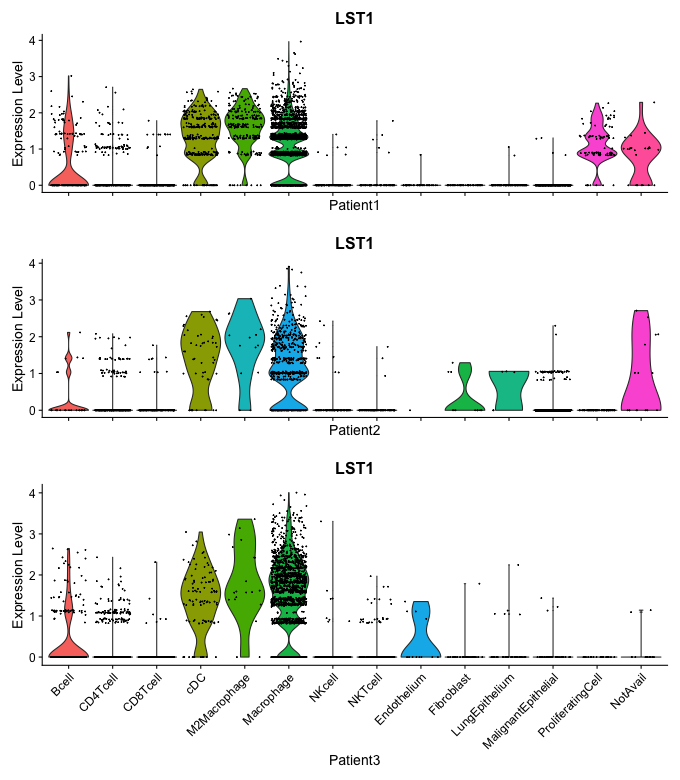 LST1
Expression Level
4
3
2
1
0
Patient1
LST1
Expression Level
4
3
2
1
0
Patient2
LST1
Expression Level
4
3
2
1
0
Bcell
CD4Tcell
CD8Tcell
cDC
M2Macrophage
Macrophage
NKcell
NKTcell
Endothelium
Fibroblast
LungEpithelium
MalignantEpithelial
ProliferatingCell
NotAvail
Patient3